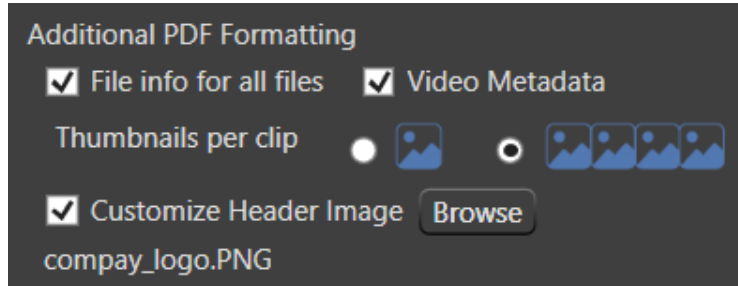 Additional PDF Formatting
File info for all files Video Metadata
Thumbnails per clip
Customize Header Image Browse
compay_logo.PNG